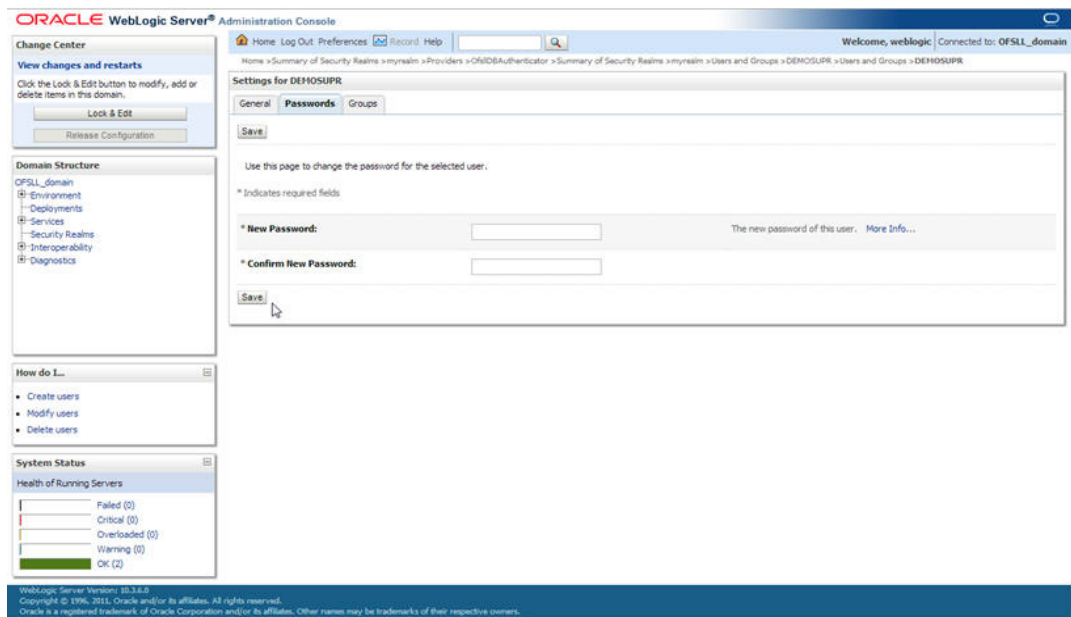 ORACLE WebLogic Server® Administration Console
Change Center
View changes and restarts
Click the Lock & Edit button to modify, add or
delete items in this domain.
Lock & Edit
Release Configuration
Domain Structure
OFSLL_domain
Environment
Deployments
Services
Security Realms
Interoperability
Diagnostics
How do I...
Create users
Modify users
Delete users
System Status
Health of Running Servers
Failed (0)
Critical (0)
Overloaded (0)
Warning (0)
OK (2)
Home Log Out Preferences Record Help
Welcome, weblogic Connected to: OFSLL_domain
Home >Summary of Security Realms >myrealm >Providers >OfsllDBAuthenticator >Summary of Security Realms >myrealm >Users and Groups >DEMOSUPR >Users and Groups >DEMOSUPR
Settings for DEMOSUPR
General Passwords Groups
Save
Use this page to change the password for the selected user.
* Indicates required fields
* New Password: The new password of this user. More Info...
* Confirm New Password:
Save
WebLogic Server Version: 10.3.6.0
Copyright © 1996, 2011, Oracle and/or its affiliates. All rights reserved.
Oracle is a registered trademark of Oracle Corporation and/or its affiliates. Other names may be trademarks of their respective owners.